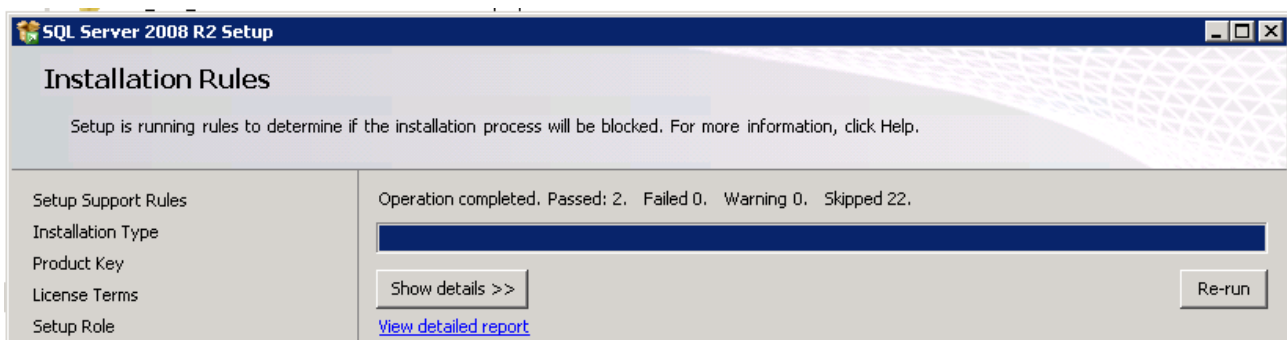 SQL Server 2008 R2 Setup
Installation Rules
Setup is running rules to determine if the installation process will be blocked. For more information, click Help.
Setup Support Rules
Installation Type
Product Key
License Terms
Setup Role
Operation completed. Passed: 2.   Failed 0.   Warning 0.   Skipped 22.
Show details >>
Re-run
View detailed report